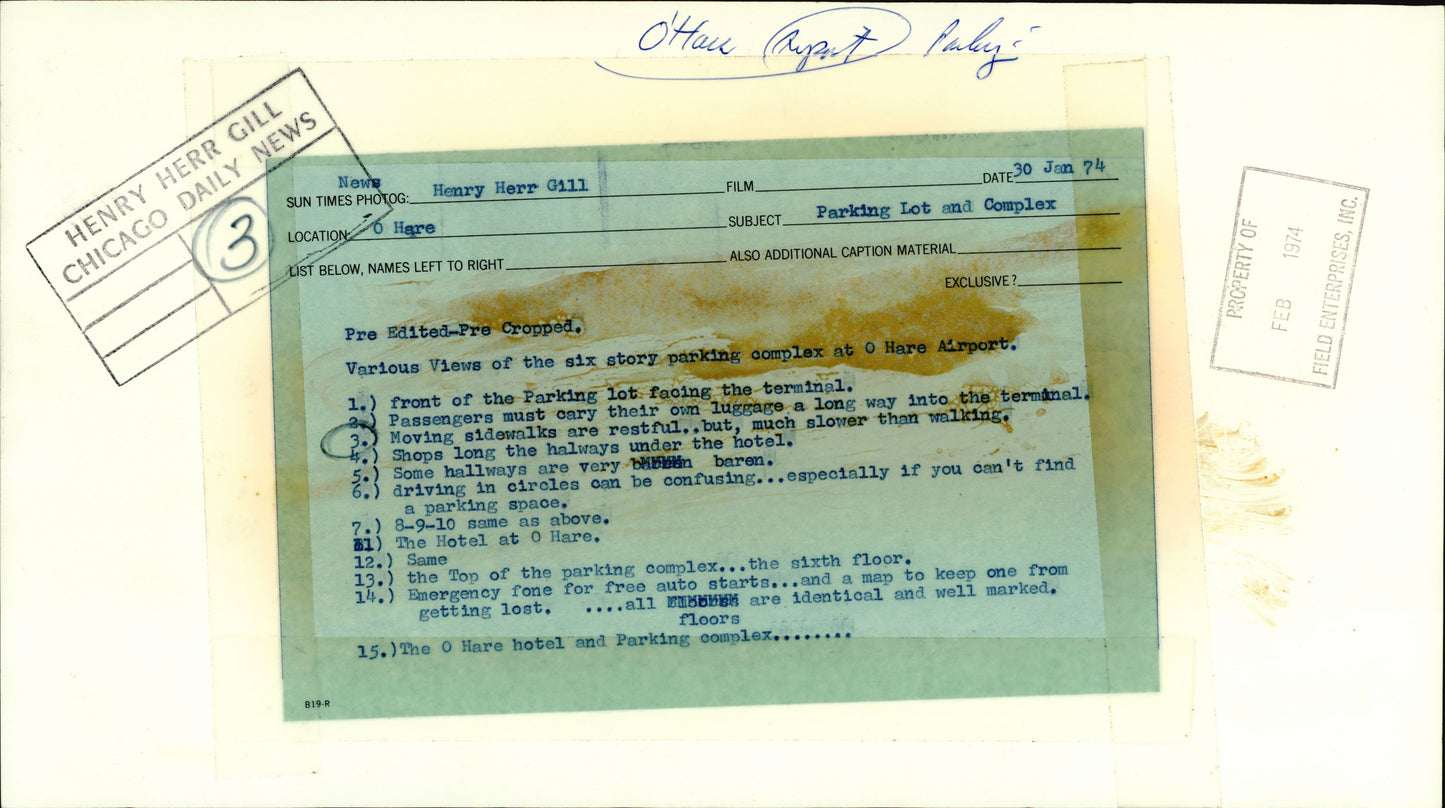 O'Hare Airport Parking
HENRY HERR GILL
CHICAGO DAILY NEWS
3
News
SUN TIMES PHOTOG: Henry Herr Gill FILM DATE 30 Jan 74
LOCATION: O Hare SUBJECT Parking Lot and Complex
LIST BELOW, NAMES LEFT TO RIGHT ALSO ADDITIONAL CAPTION MATERIAL
EXCLUSIVE?
Pre Edited-Pre Cropped.
Various Views of the six story parking complex at O Hare Airport.
1.) front of the Parking lot facing the terminal.
2.) Passengers must cary their own luggage a long way into the terminal.
3.) Moving sidewalks are restful..but, much slower than walking.
4.) Shops long the halways under the hotel.
5.) Some hallways are very baren.
6.) driving in circles can be confusing...especially if you can't find
a parking space.
7.) 8-9-10 same as above.
11) The Hotel at O Hare.
12.) Same
13.) the Top of the parking complex...the sixth floor.
14.) Emergency fone for free auto starts...and a map to keep one from
getting lost. ....all are identical and well marked.
floors
15.)The O Hare hotel and Parking complex........
B19-R
PROPERTY OF
FEB 1974
FIELD ENTERPRISES, INC.